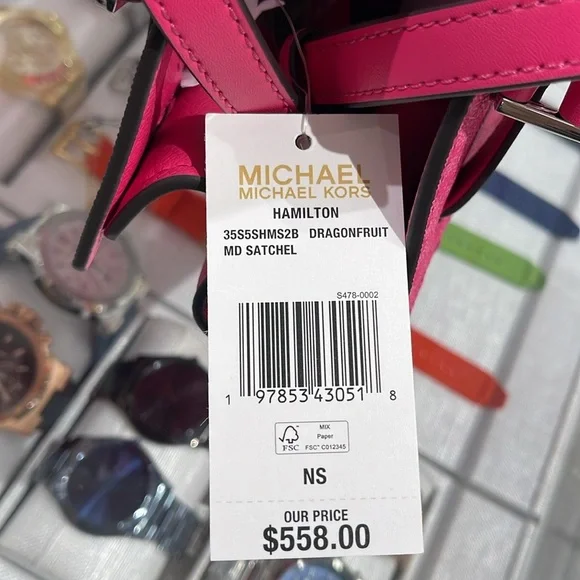 MICHAEL
MICHAEL KORS
HAMILTON
35S5SHMS2B DRAGONFRUIT
MD SATCHEL
S478-0002
1 97853 43051 8
FSC
MIX
Paper
FSC™ C012345
NS
OUR PRICE
$558.00